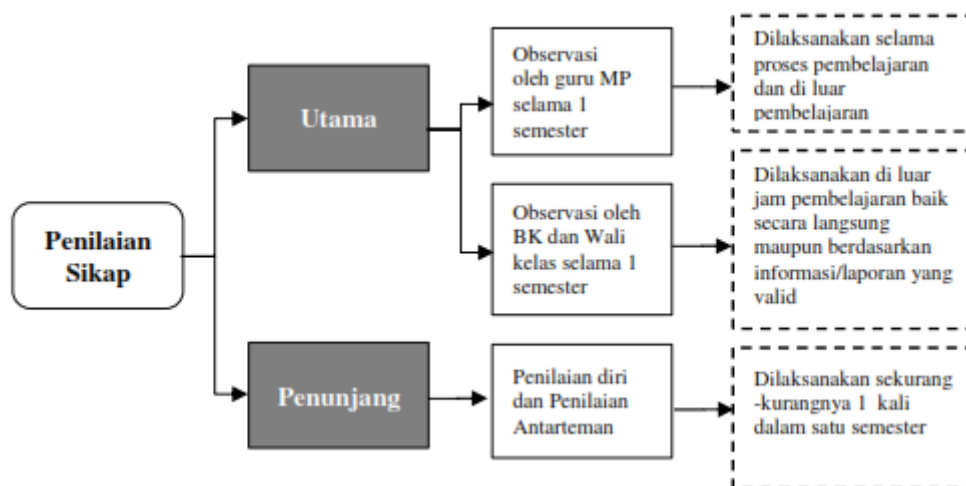 Penilaian
Sikap
Utama
Observasi
oleh guru MP
selama 1
semester
Dilaksanakan selama
proses pembelajaran
dan di luar
pembelajaran
Observasi oleh
BK dan Wali
kelas selama 1
semester
Dilaksanakan di luar
jam pembelajaran baik
secara langsung
maupun berdasarkan
informasi/laporan yang
valid
Penunjang
Penilaian diri
dan Penilaian
Antarteman
Dilaksanakan sekurang
-kurangnya 1 kali
dalam satu semester